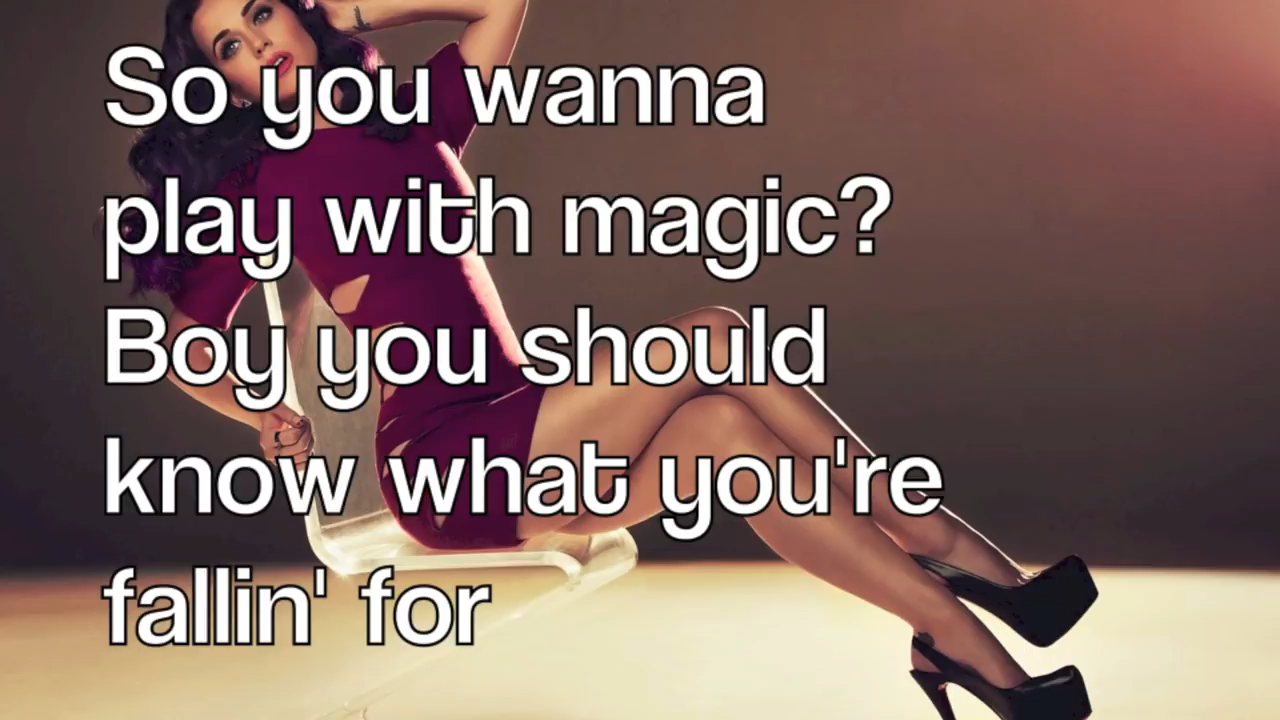 So you wanna
play with magic?
Boy you should
know what you're
fallin' for